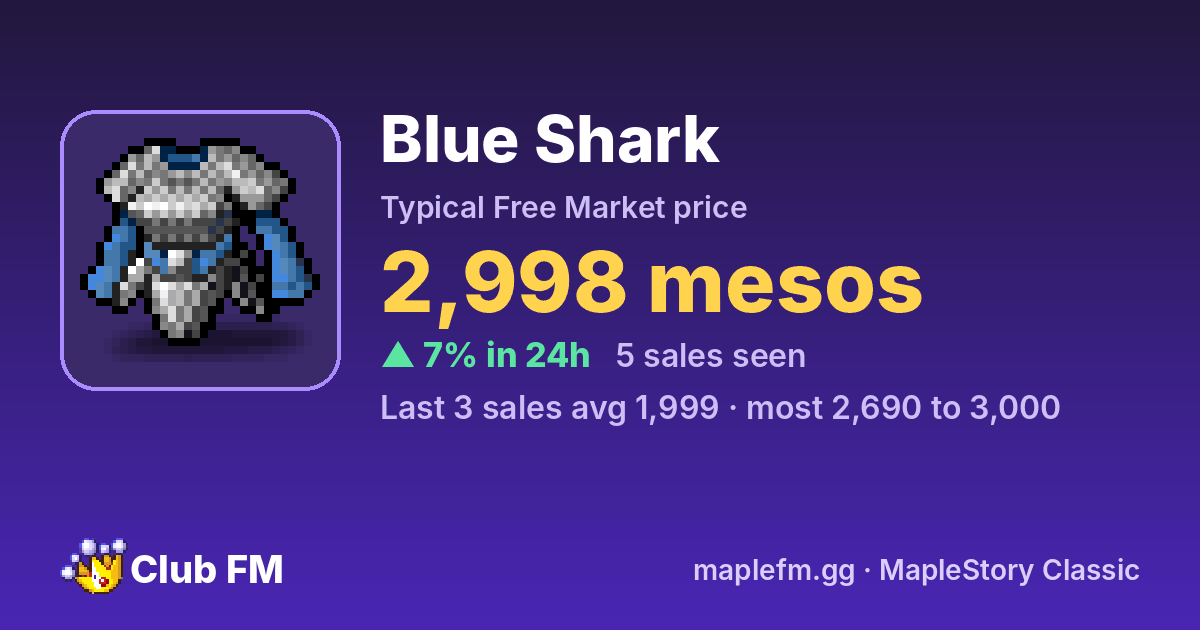 Blue Shark
Typical Free Market price
2,998 mesos
▲ 7% in 24h 5 sales seen
Last 3 sales avg 1,999 · most 2,690 to 3,000
Club FM
maplefm.gg · MapleStory Classic